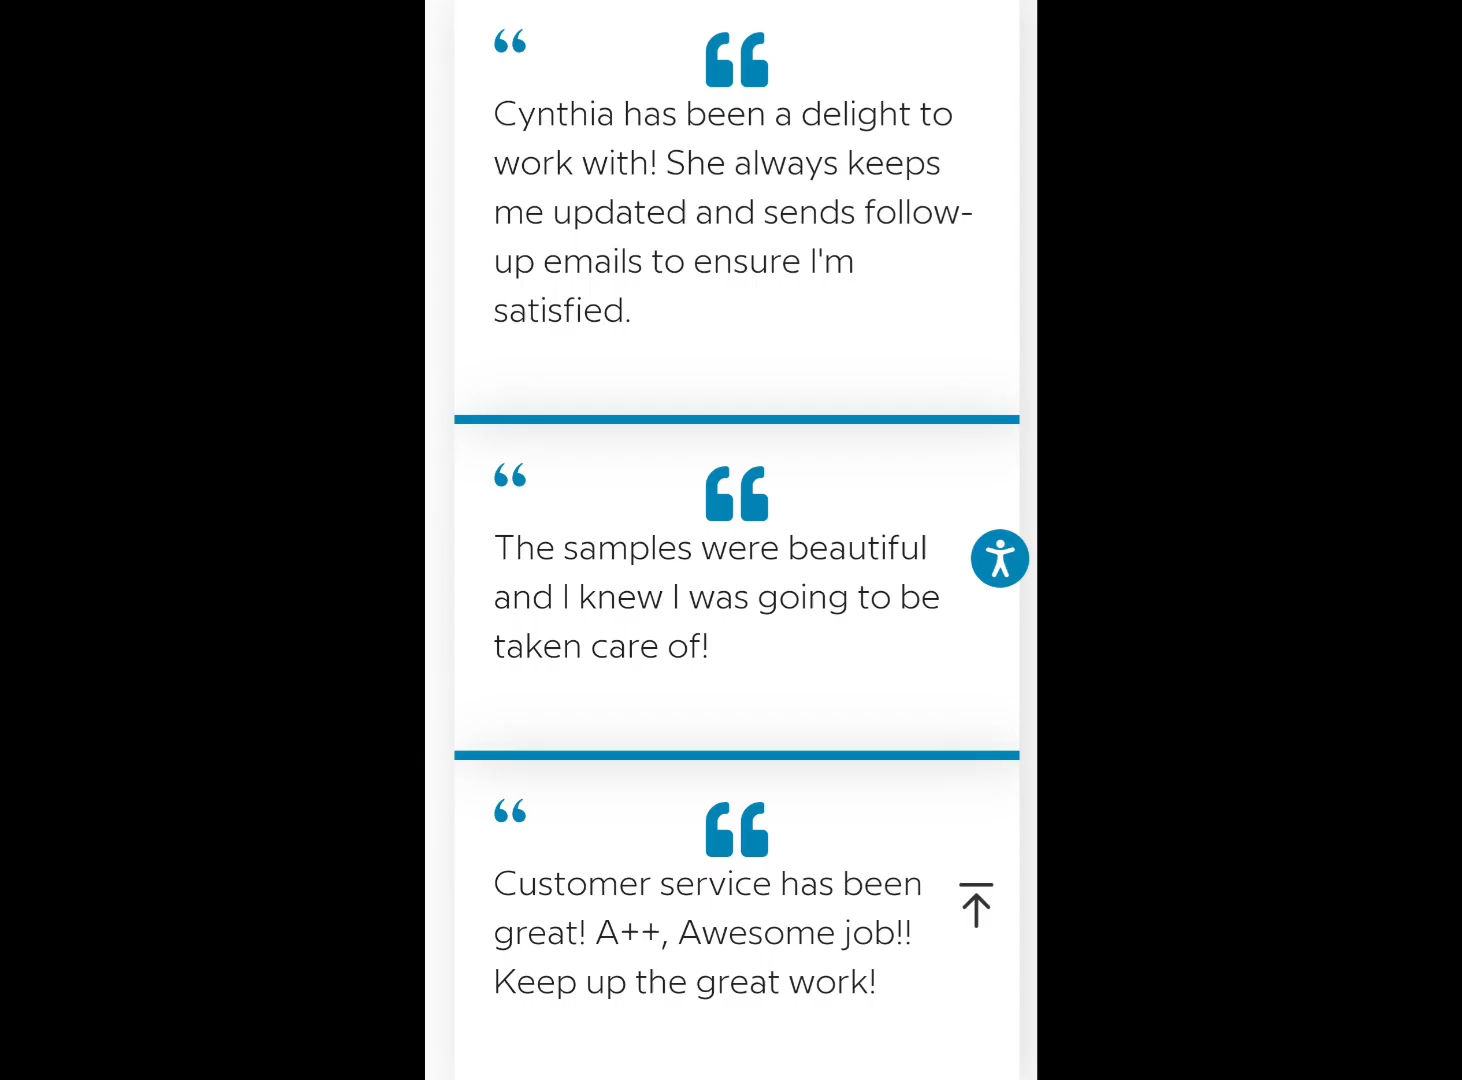 “ “
Cynthia has been a delight to
work with! She always keeps
me updated and sends follow-
up emails to ensure I'm
satisfied.
“ “
The samples were beautiful
and I knew I was going to be
taken care of!
“ “
Customer service has been
great! A++, Awesome job!!
Keep up the great work!